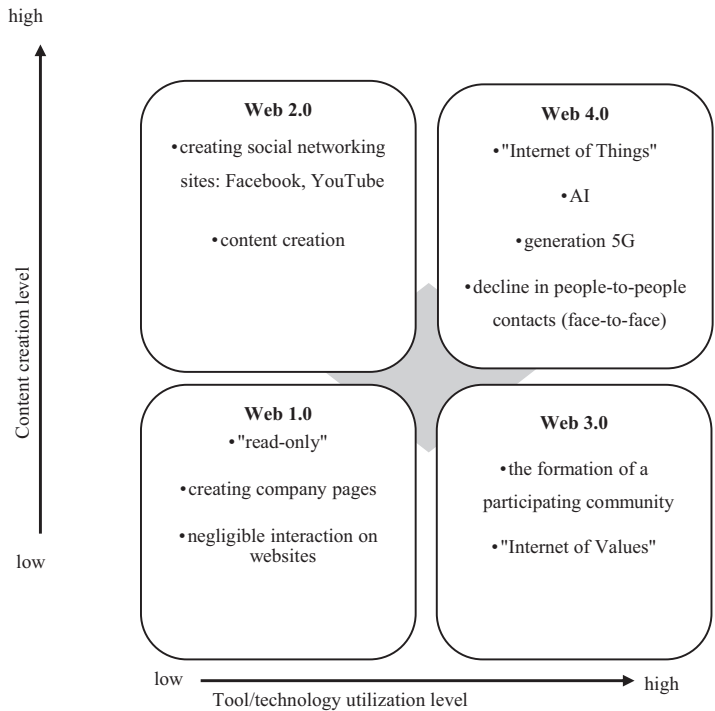 high
Web 2.0
•creating social networking
sites: Facebook, YouTube
•content creation
Web 4.0
•"Internet of Things"
•AI
•generation 5G
•decline in people-to-people
contacts (face-to-face)
Content creation level
Web 1.0
•"read-only"
•creating company pages
•negligible interaction on
websites
Web 3.0
•the formation of a
participating community
•"Internet of Values"
low
low
high
Tool/technology utilization level